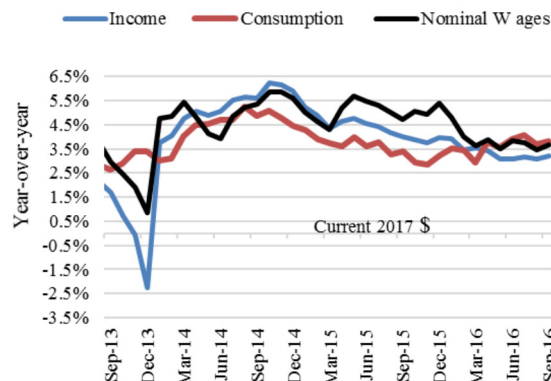 Income Consumption Nominal W ages
Year-over-year
6.5%
5.5%
4.5%
3.5%
2.5%
1.5%
0.5%
-0.5%
-1.5%
-2.5%
-3.5%
Current 2017 $
Sep-13
Dec-13
Mar-14
Jun-14
Sep-14
Dec-14
Mar-15
Jun-15
Sep-15
Dec-15
Mar-16
Jun-16
Sep-16